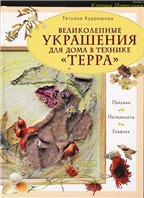 Татьяна Кудряшова
ВЕЛИКОЛЕПНЫЕ
УКРАШЕНИЯ
ДЛЯ ДОМА В ТЕХНИКЕ
«ТЕРРА»
Пейзажи
Натюрморты
Графика